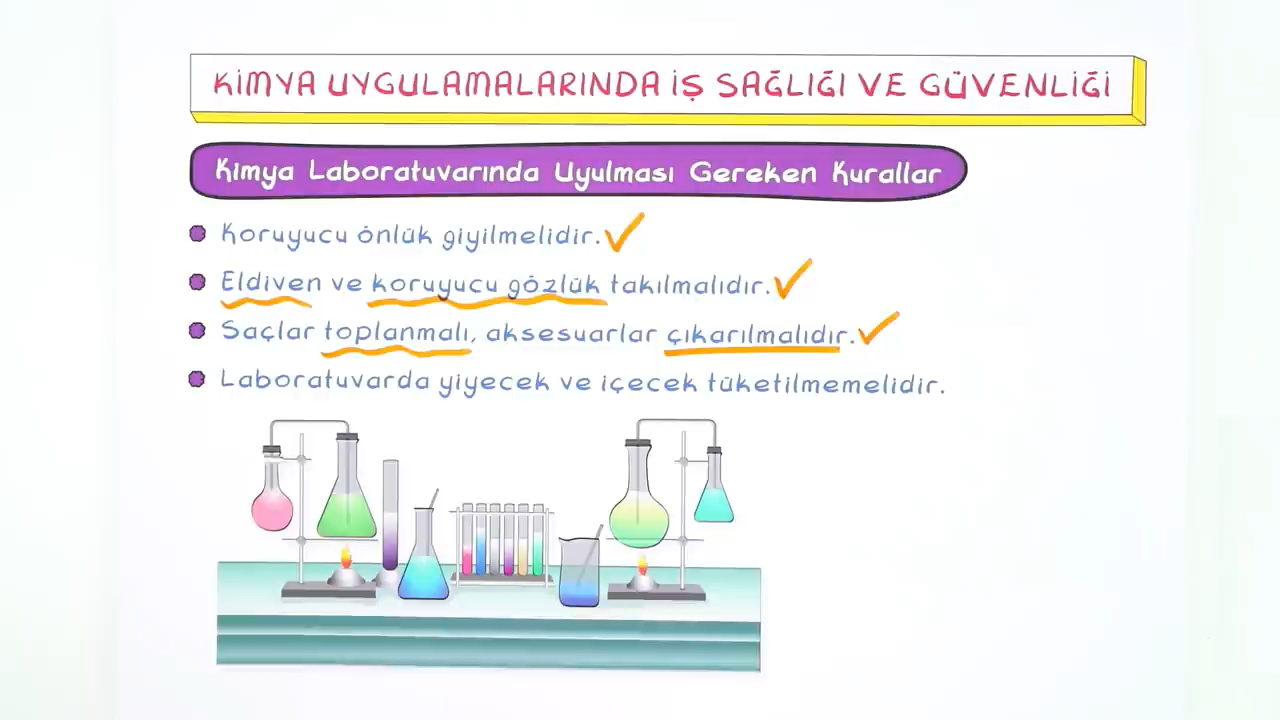 KİMYA UYGULAMALARINDA İŞ SAĞLIĞI VE GÜVENLİĞİ
Kimya Laboratuvarında Uyulması Gereken Kurallar
Koruyucu önlük giyilmelidir.
Eldiven ve koruyucu gözlük takılmalıdır.
Saçlar toplanmalı, aksesuarlar çıkarılmalıdır.
Laboratuvarda yiyecek ve içecek tüketilmemelidir.